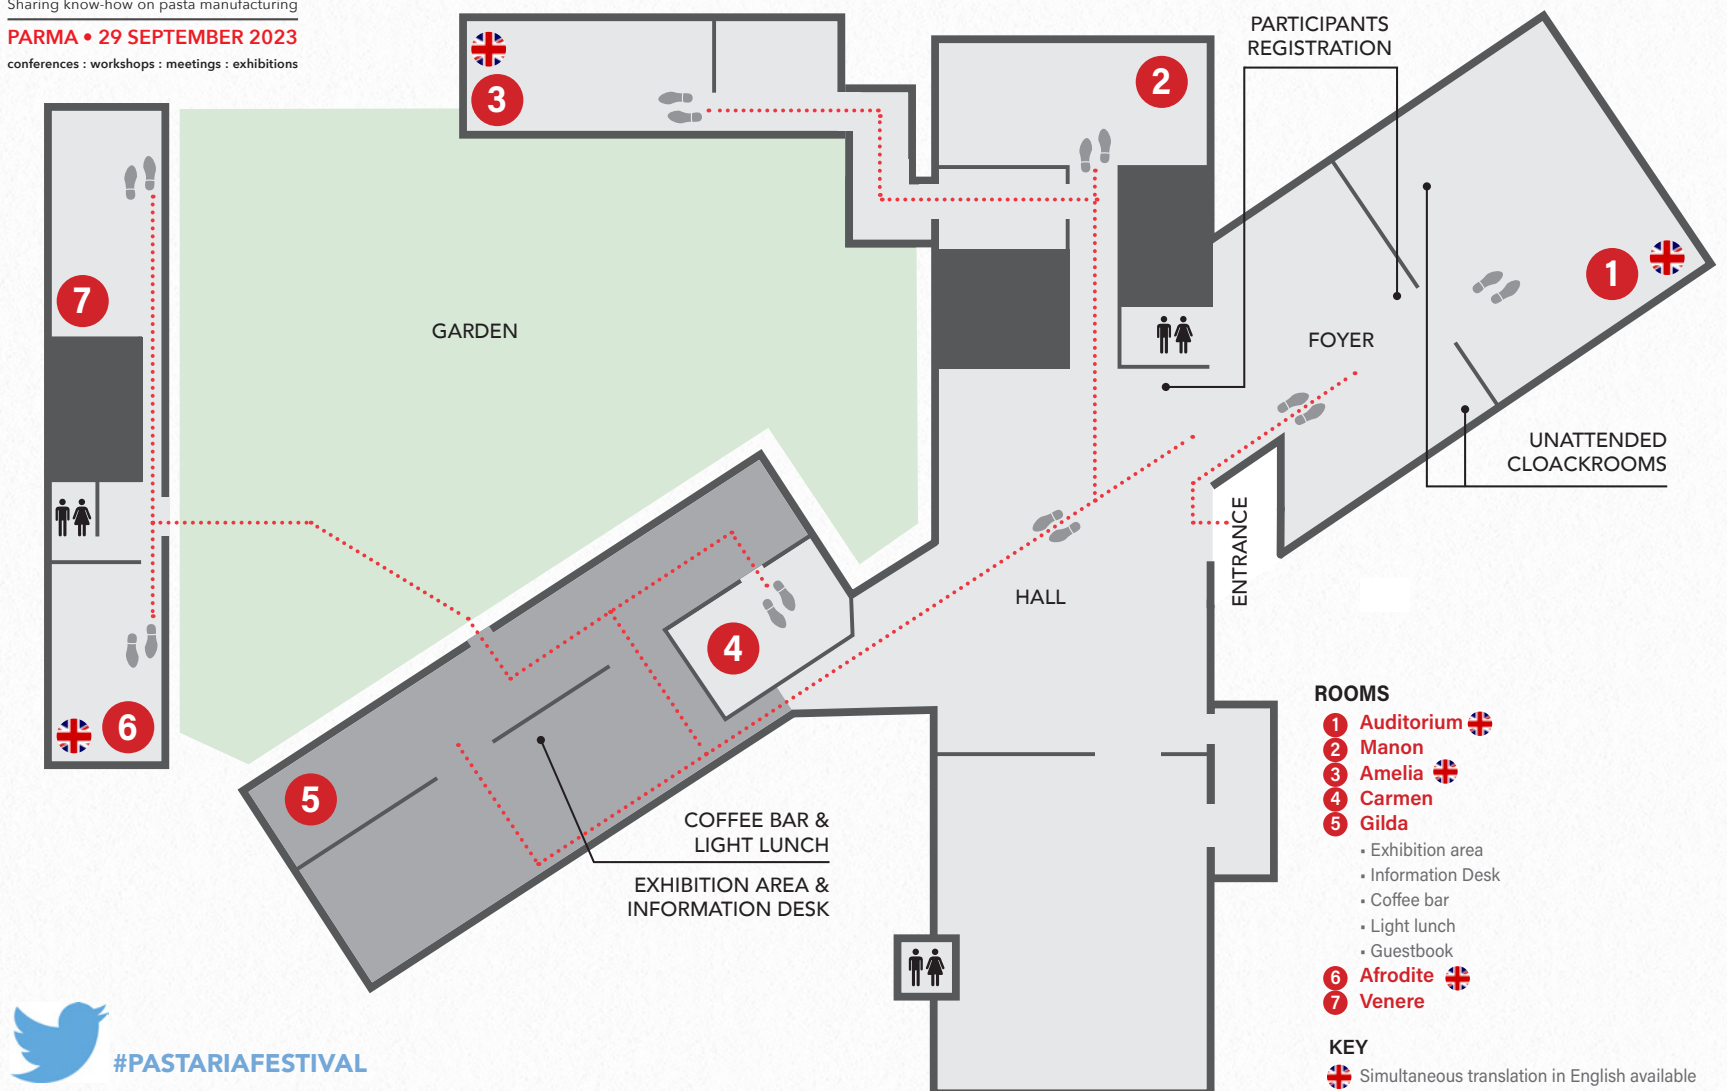 Sharing know-how on pasta manufacturing
PARMA • 29 SEPTEMBER 2023
conferences : workshops : meetings : exhibitions
3
2
PARTICIPANTS
REGISTRATION
7
1
GARDEN
FOYER
UNATTENDED
CLOACKROOMS
ENTRANCE
HALL
4
6
5
COFFEE BAR &
LIGHT LUNCH
EXHIBITION AREA &
INFORMATION DESK
ROOMS
1 Auditorium
2 Manon
3 Amelia
4 Carmen
5 Gilda
• Exhibition area
• Information Desk
• Coffee bar
• Light lunch
• Guestbook
6 Afrodite
7 Venere
KEY
Simultaneous translation in English available
#PASTARIAFESTIVAL